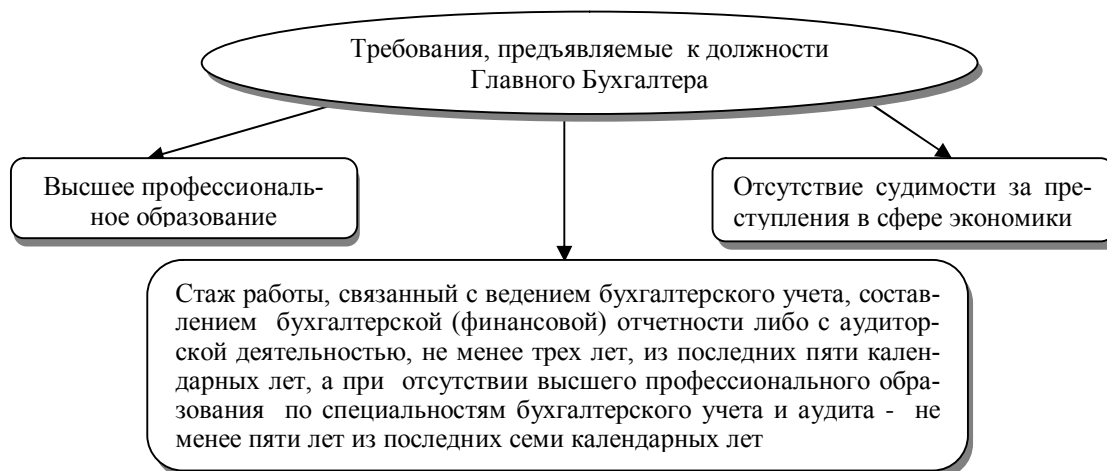 Требования, предъявляемые к должности
Главного Бухгалтера
Высшее профессиональ-
ное образование
Отсутствие судимости за пре-
ступления в сфере экономики
Стаж работы, связанный с ведением бухгалтерского учета, состав-
лением бухгалтерской (финансовой) отчетности либо с аудитор-
ской деятельностью, не менее трех лет, из последних пяти кален-
дарных лет, а при отсутствии высшего профессионального обра-
зования по специальностям бухгалтерского учета и аудита - не
менее пяти лет из последних семи календарных лет